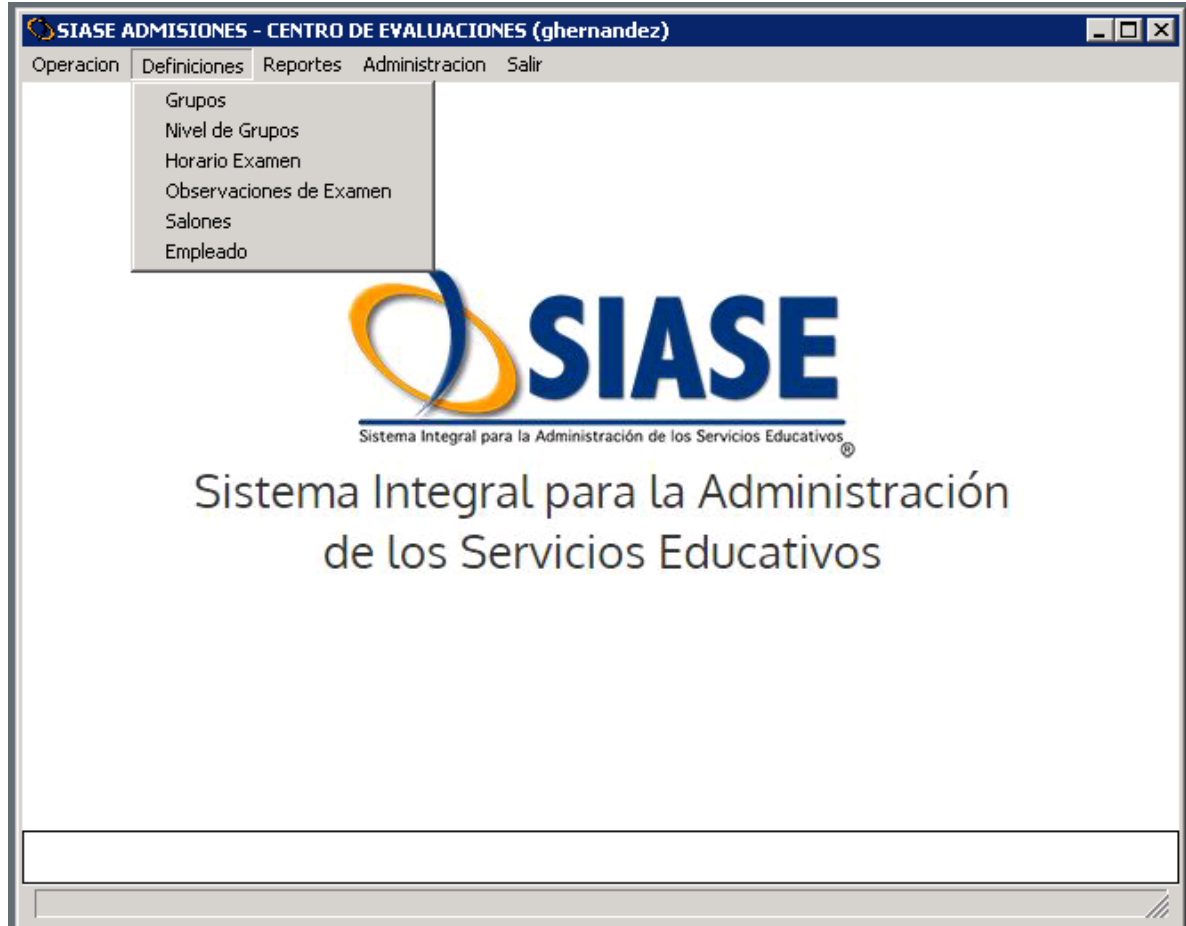 SIASE ADMISIONES - CENTRO DE EVALUACIONES (ghernandez)
Operacion Definiciones Reportes Administracion Salir
Grupos
Nivel de Grupos
Horario Examen
Observaciones de Examen
Salones
Empleado
SIASE
Sistema Integral para la Administración de los Servicios Educativos®
Sistema Integral para la Administración
de los Servicios Educativos